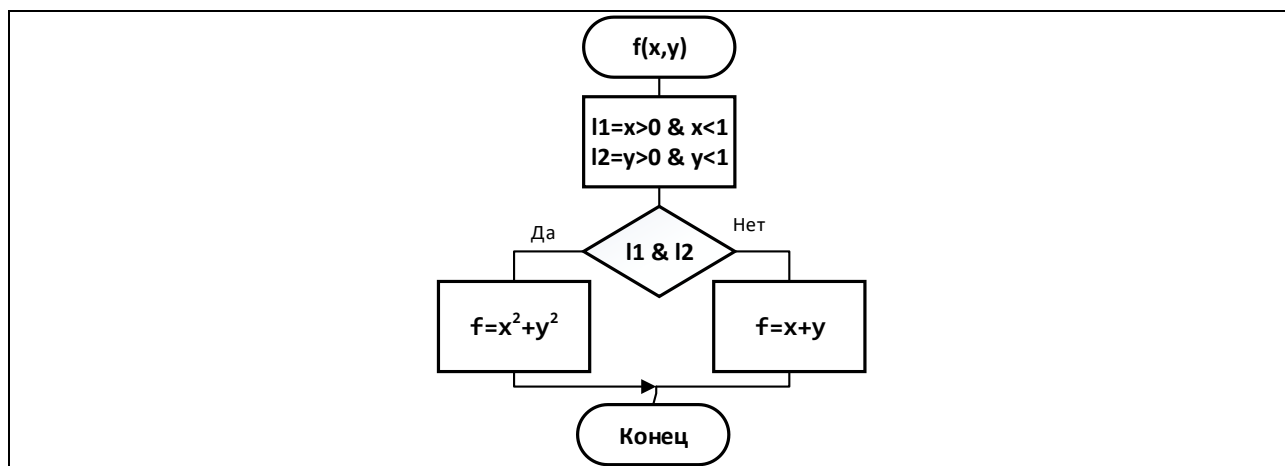 f(x,y)
l1=x>0 & x<1
l2=y>0 & y<1
Да
Нет
l1 & l2
f=x²+y²
f=x+y
Конец